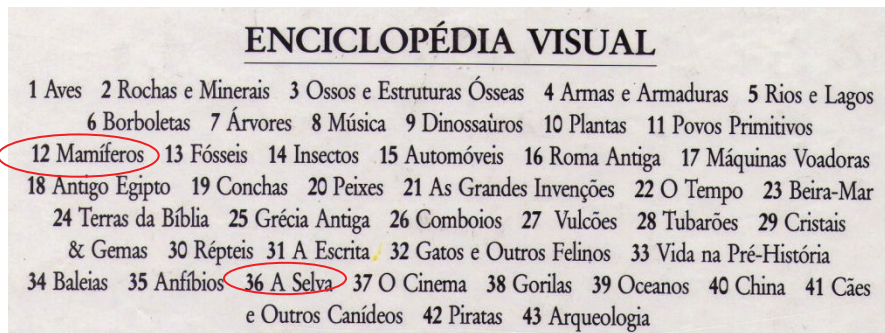 ENCICLOPÉDIA VISUAL
1 Aves 2 Rochas e Minerais 3 Ossos e Estruturas Ósseas 4 Armas e Armaduras 5 Rios e Lagos
6 Borboletas 7 Árvores 8 Música 9 Dinossaùros 10 Plantas 11 Povos Primitivos
12 Mamíferos 13 Fósseis 14 Insectos 15 Automóveis 16 Roma Antiga 17 Máquinas Voadoras
18 Antigo Egipto 19 Conchas 20 Peixes 21 As Grandes Invenções 22 O Tempo 23 Beira-Mar
24 Terras da Bíblia 25 Grécia Antiga 26 Comboios 27 Vulcões 28 Tubarões 29 Cristais
& Gemas 30 Répteis 31 A Escrita 32 Gatos e Outros Felinos 33 Vida na Pré-História
34 Baleias 35 Anfíbios 36 A Selva 37 O Cinema 38 Gorilas 39 Oceanos 40 China 41 Cães
e Outros Canídeos 42 Piratas 43 Arqueologia